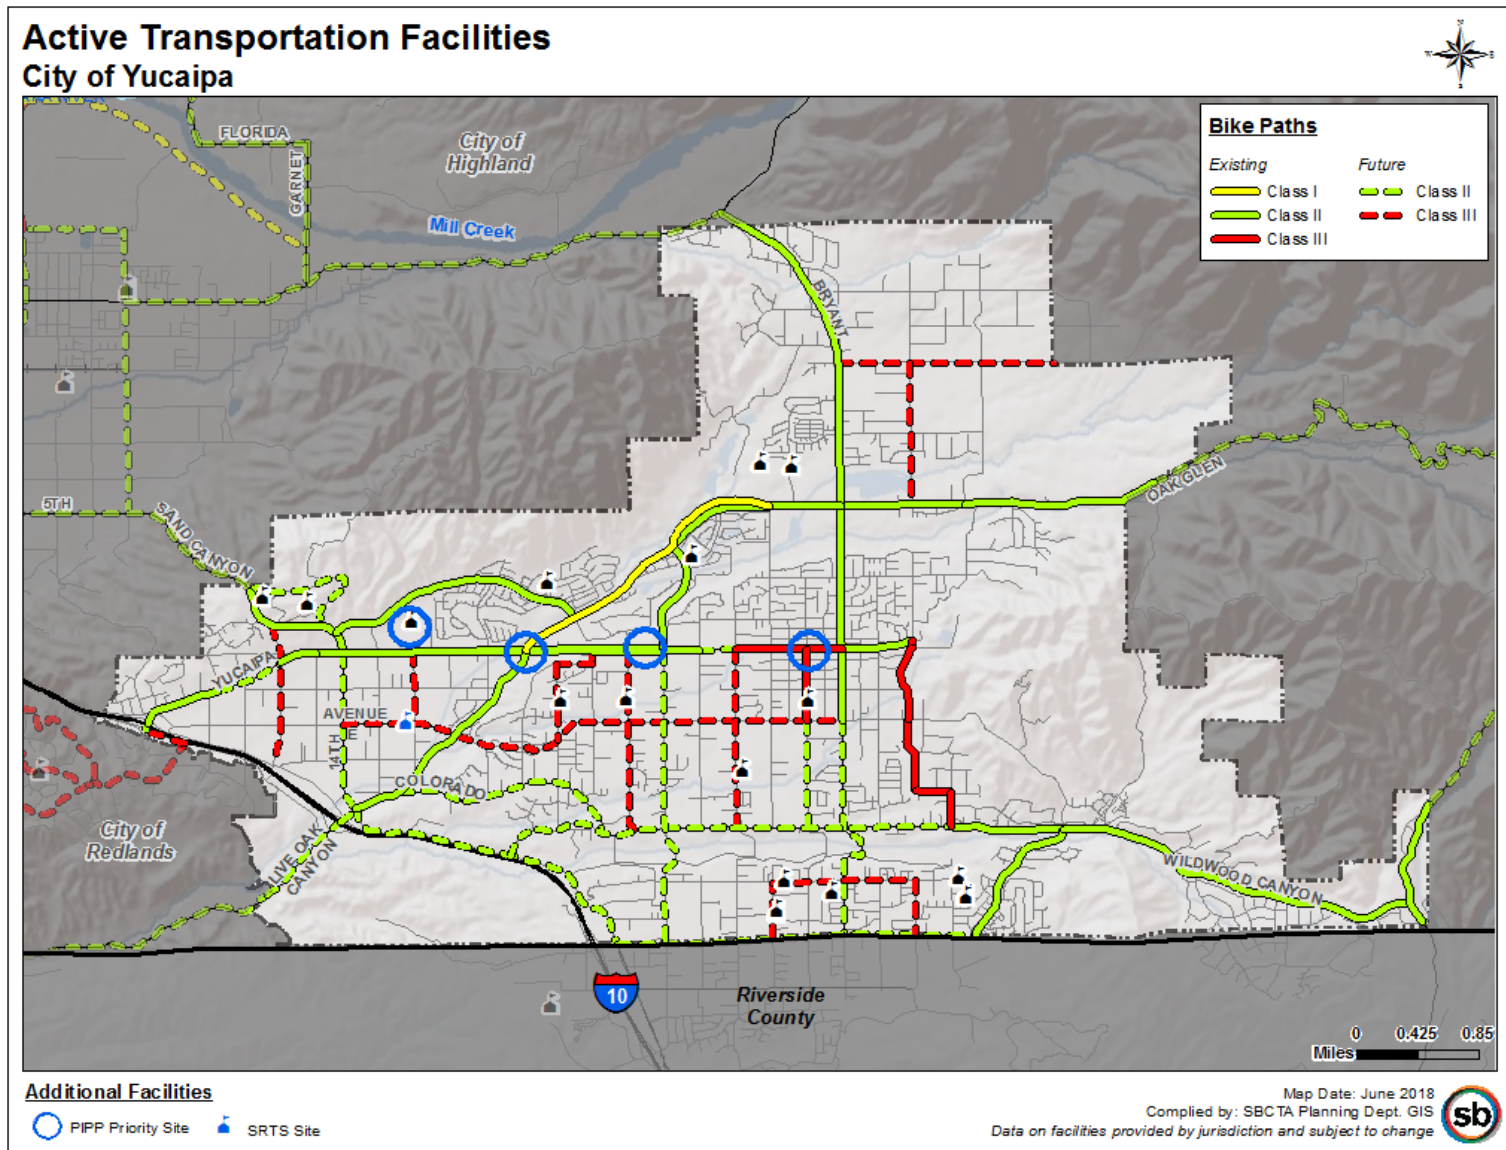 Active Transportation Facilities
City of Yucaipa
N
W E
S
Bike Paths
Existing Future
Class I Class II
Class II Class III
Class III
FLORIDA
GARNET
City of
Highland
Mill Creek
BRYANT
5TH
SAND CANYON
OAK GLEN
YUCAIPA
AVENUE
E
14TH
COLORADO
City of
Redlands
LIVE OAK
CANYON
WILDWOOD CANYON
10
Riverside
County
0 0.425 0.85
Miles
Additional Facilities
PIPP Priority Site SRTS Site
Map Date: June 2018
Complied by: SBCTA Planning Dept. GIS
Data on facilities provided by jurisdiction and subject to change
sb